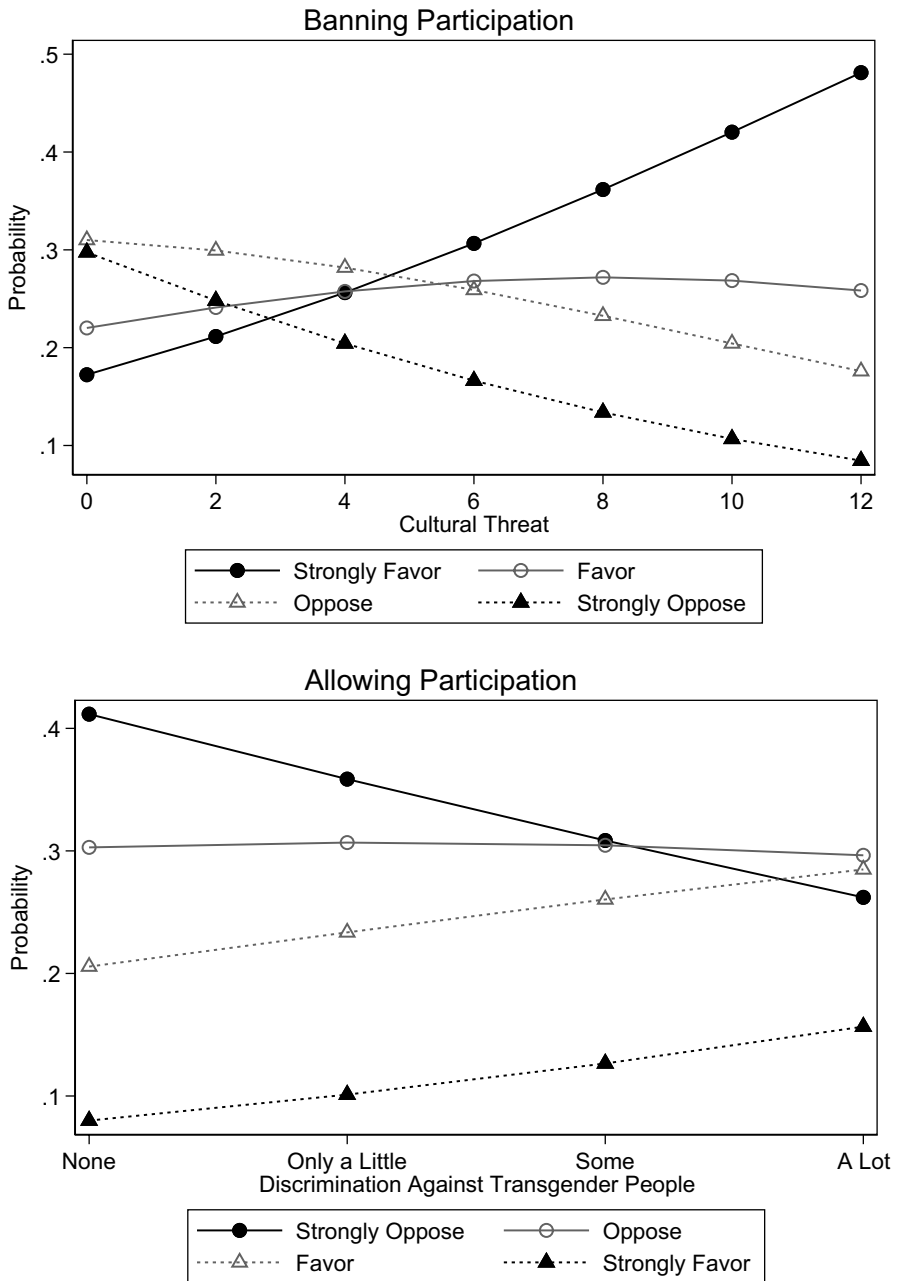 Banning Participation
.5
.4
.3
.2
.1
Probability
0 2 4 6 8 10 12
Cultural Threat
Strongly Favor Favor
Oppose Strongly Oppose
Allowing Participation
.4
.3
.2
.1
Probability
None Only a Little Some A Lot
Discrimination Against Transgender People
Strongly Oppose Oppose
Favor Strongly Favor